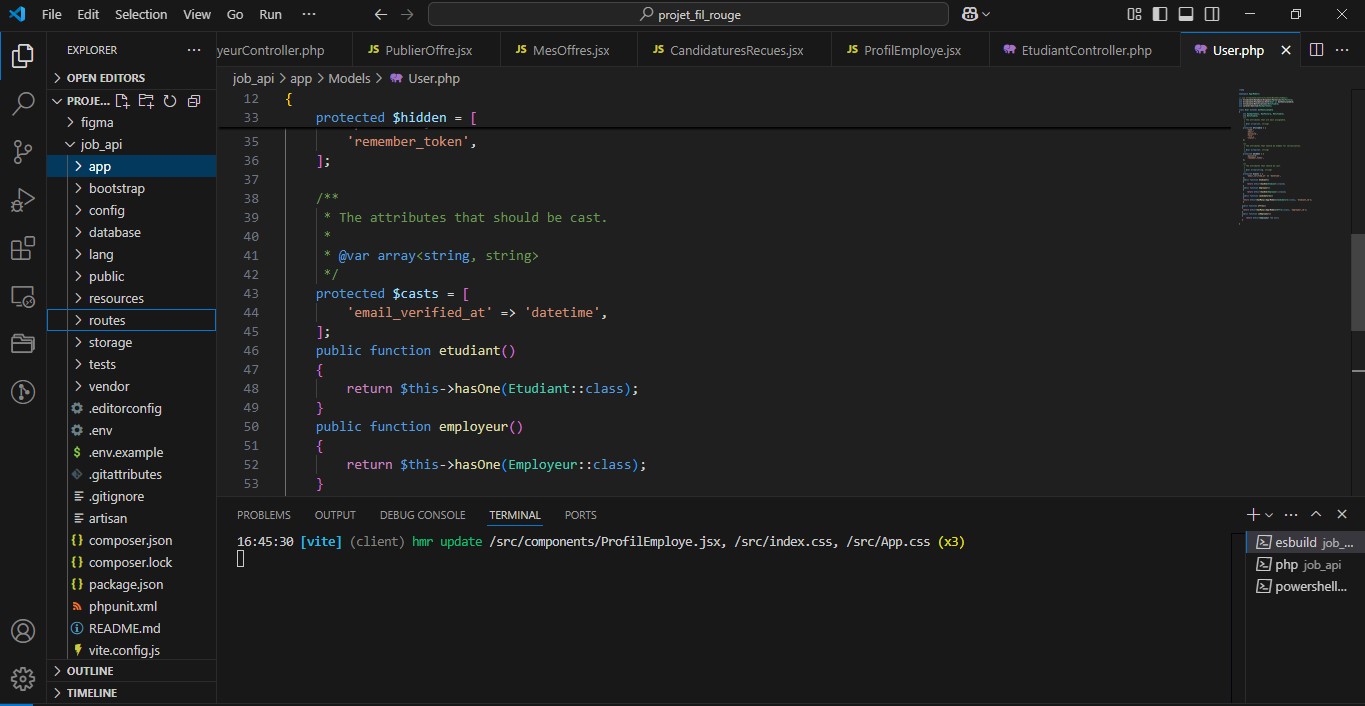 File Edit Selection View Go Run ··· projet_fil_rouge
EXPLORER ···
yeurController.php JS PublierOffre.jsx JS MesOffres.jsx JS CandidaturesRecues.jsx JS ProfilEmploye.jsx EtudiantController.php User.php ···
OPEN EDITORS
PROJE...
figma
job_api
app
bootstrap
config
database
lang
public
resources
routes
storage
tests
vendor
.editorconfig
.env
$ .env.example
.gitattributes
.gitignore
artisan
{} composer.json
{} composer.lock
{} package.json
phpunit.xml
README.md
vite.config.js
OUTLINE
TIMELINE
job_api > app > Models > User.php
12 {
33 protected $hidden = [
35 'remember_token',
36 ];
37
38 /**
39 * The attributes that should be cast.
40 *
41 * @var array<string, string>
42 */
43 protected $casts = [
44 'email_verified_at' => 'datetime',
45 ];
46 public function etudiant()
47 {
48 return $this->hasOne(Etudiant::class);
49 }
50 public function employeur()
51 {
52 return $this->hasOne(Employeur::class);
53 }
PROBLEMS OUTPUT DEBUG CONSOLE TERMINAL PORTS
16:45:30 [vite] (client) hmr update /src/components/ProfilEmploye.jsx, /src/index.css, /src/App.css (x3)
esbuild job_...
php job_api
powershell...